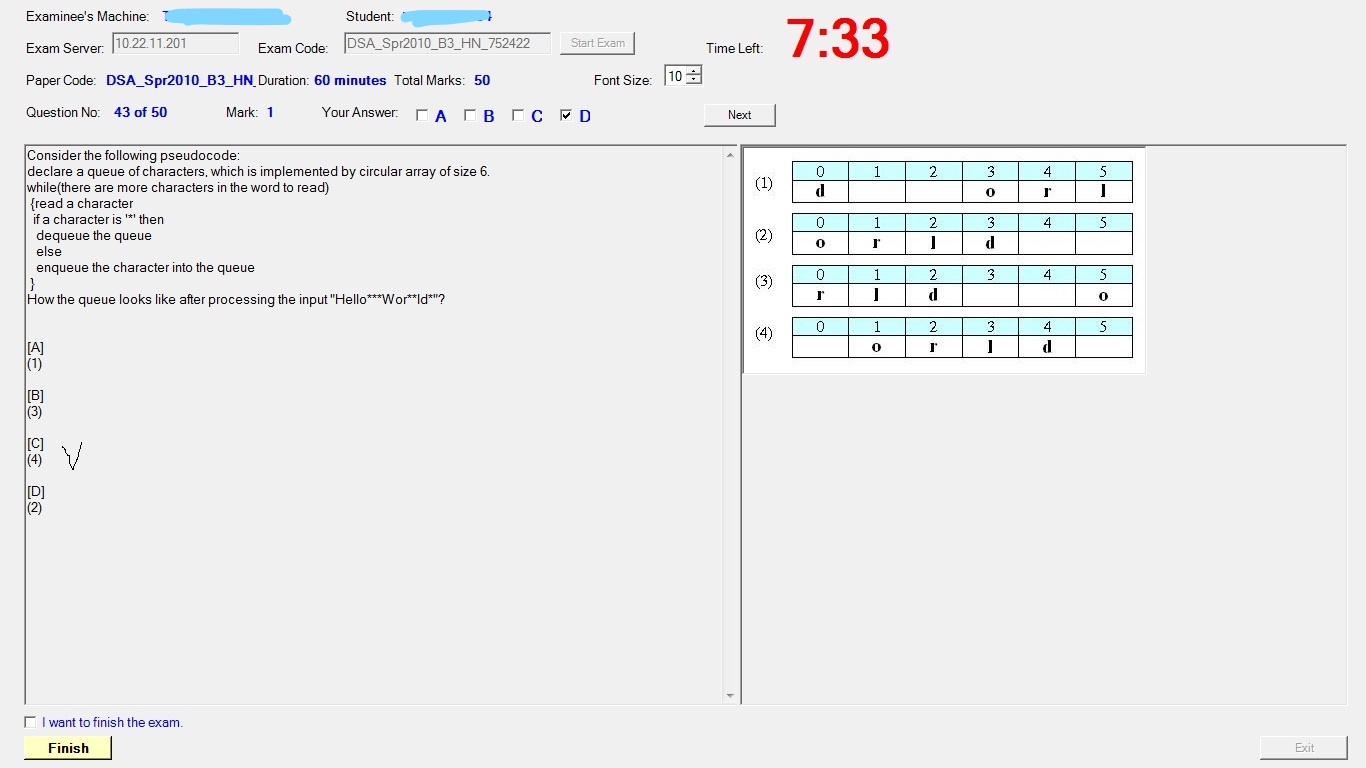 Examinee's Machine: Student:
Exam Server: 10.22.11.201 Exam Code: DSA_Spr2010_B3_HN_752422 Start Exam Time Left: 7:33
Paper Code: DSA_Spr2010_B3_HN_ Duration: 60 minutes Total Marks: 50 Font Size: 10
Question No: 43 of 50 Mark: 1 Your Answer: A B C D Next
Consider the following pseudocode:
declare a queue of characters, which is implemented by circular array of size 6.
while(there are more characters in the word to read)
{read a character
if a character is '*' then
dequeue the queue
else
enqueue the character into the queue
}
How the queue looks like after processing the input "Hello***Wor**ld*"?
[A]
(1)
[B]
(3)
[C]
(4)
[D]
(2)
(1) 0 1 2 3 4 5
d o r l
(2) 0 1 2 3 4 5
o r l d
(3) 0 1 2 3 4 5
r l d o
(4) 0 1 2 3 4 5
o r l d
I want to finish the exam.
Finish Exit